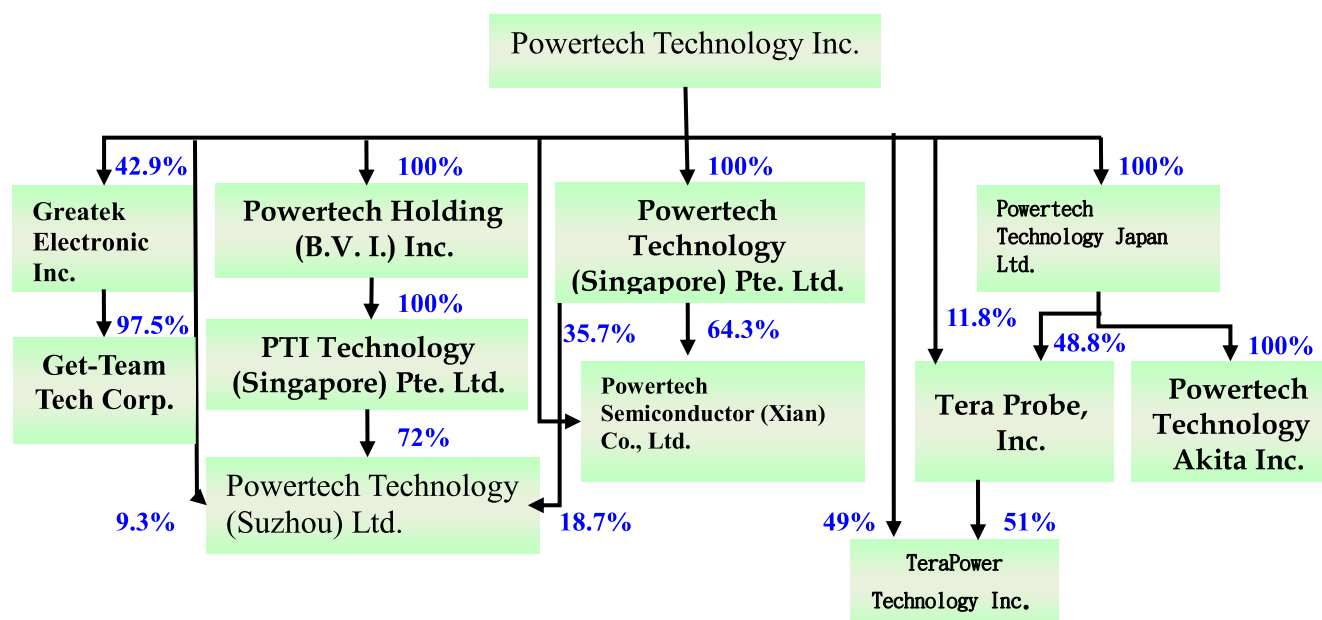 Powertech Technology Inc.
42.9%
100%
100%
100%
Greatek
Electronic
Inc.
Powertech Holding
(B.V. I.) Inc.
Powertech
Technology
(Singapore) Pte. Ltd.
Powertech
Technology Japan
Ltd.
97.5%
100%
35.7%
64.3%
11.8%
48.8%
100%
Get-Team
Tech Corp.
PTI Technology
(Singapore) Pte. Ltd.
Powertech
Semiconductor (Xian)
Co., Ltd.
Tera Probe,
Inc.
Powertech
Technology
Akita Inc.
72%
Powertech Technology
(Suzhou) Ltd.
9.3%
18.7%
49%
51%
TeraPower
Technology Inc.